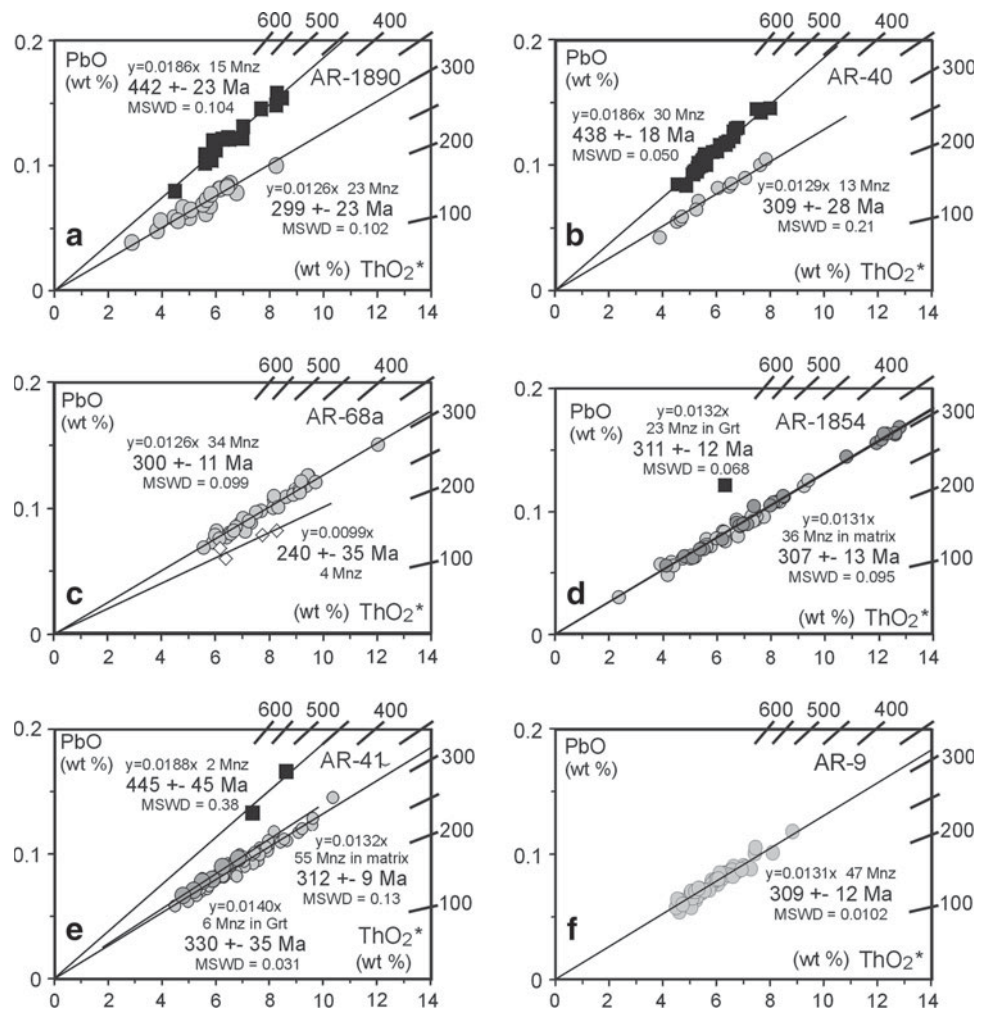 600 500 400
0.2
PbO
(wt %)
AR-1890
y=0.0186x 15 Mnz
442 +- 23 Ma
MSWD = 0.104
300
200
0.1
y=0.0126x 23 Mnz
299 +- 23 Ma
MSWD = 0.102
100
a
(wt %) ThO2*
0
0 2 4 6 8 10 12 14
600 500 400
0.2
PbO
(wt %)
AR-40
y=0.0186x 30 Mnz
438 +- 18 Ma
MSWD = 0.050
300
200
0.1
y=0.0129x 13 Mnz
309 +- 28 Ma
MSWD = 0.21
100
b
(wt %) ThO2*
0
0 2 4 6 8 10 12 14
600 500 400
0.2
PbO
(wt %)
AR-68a
y=0.0126x 34 Mnz
300 +- 11 Ma
MSWD = 0.099
300
200
0.1
y=0.0099x
240 +- 35 Ma
4 Mnz
100
c
(wt %) ThO2*
0
0 2 4 6 8 10 12 14
600 500 400
0.2
PbO
(wt %)
AR-1854
y=0.0132x
23 Mnz in Grt
311 +- 12 Ma
MSWD = 0.068
300
200
0.1
y=0.0131x
36 Mnz in matrix
307 +- 13 Ma
MSWD = 0.095
100
d
(wt %) ThO2*
0
0 2 4 6 8 10 12 14
600 500 400
0.2
PbO
(wt %)
AR-41
y=0.0188x 2 Mnz
445 +- 45 Ma
MSWD = 0.38
300
200
0.1
y=0.0132x
55 Mnz in matrix
312 +- 9 Ma
MSWD = 0.13
100
y=0.0140x
6 Mnz in Grt
330 +- 35 Ma
MSWD = 0.031
e
ThO2*
(wt %)
0
0 2 4 6 8 10 12 14
600 500 400
0.2
PbO
(wt %)
AR-9
300
200
0.1
y=0.0131x 47 Mnz
309 +- 12 Ma
MSWD = 0.0102
100
f
(wt %) ThO2*
0
0 2 4 6 8 10 12 14